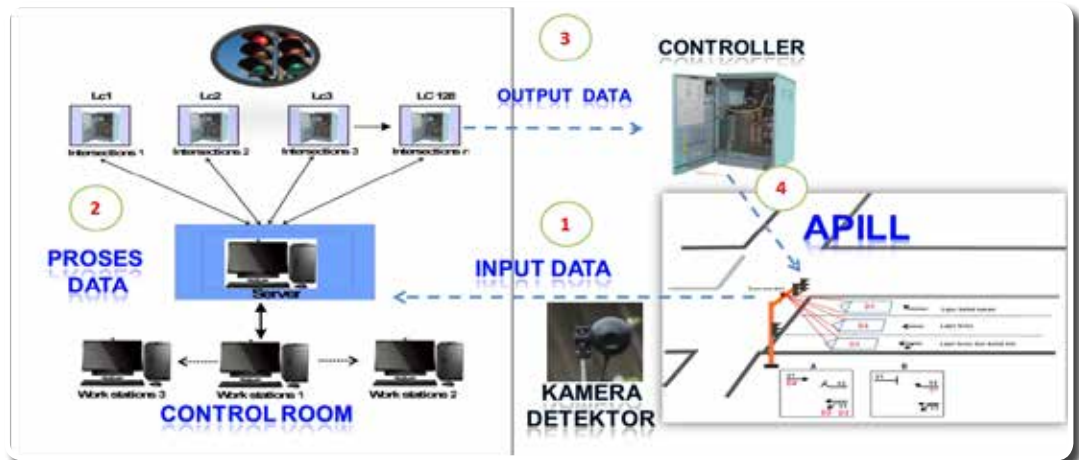 3
CONTROLLER
Lc1
Lc2
Lc3
LC 128
OUTPUT DATA
Intersections 1
Intersections 2
Intersections 3
Intersections n
4
2
1
APILL
PROSES
DATA
INPUT DATA
Server
KAMERA
DETEKTOR
Work stations 3
Work stations 1
Work stations 2
CONTROL ROOM
A
B